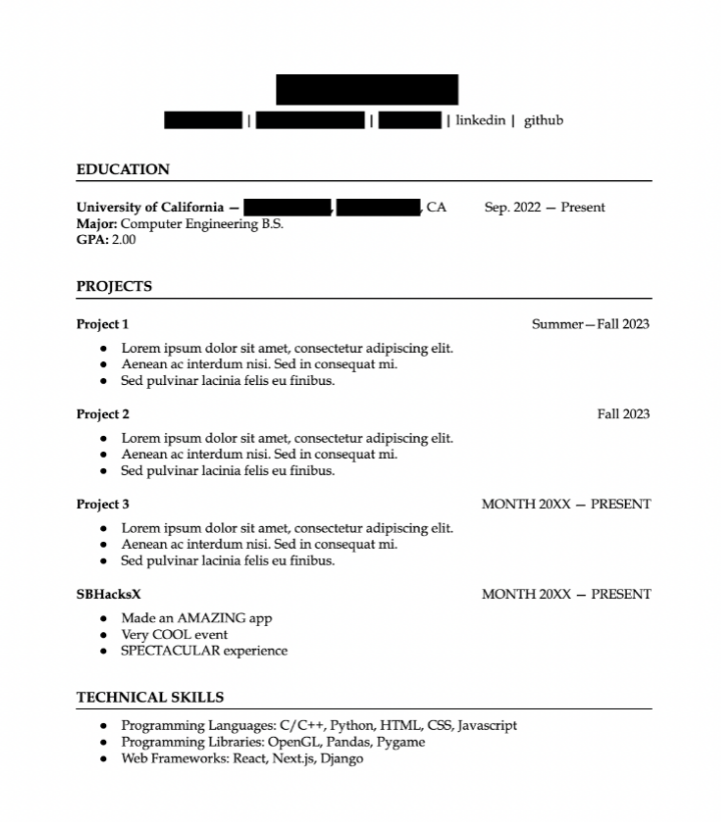 | | | linkedin | github
EDUCATION
University of California — , , CA Sep. 2022 — Present
Major: Computer Engineering B.S.
GPA: 2.00
PROJECTS
Project 1 Summer—Fall 2023
● Lorem ipsum dolor sit amet, consectetur adipiscing elit.
● Aenean ac interdum nisi. Sed in consequat mi.
● Sed pulvinar lacinia felis eu finibus.
Project 2 Fall 2023
● Lorem ipsum dolor sit amet, consectetur adipiscing elit.
● Aenean ac interdum nisi. Sed in consequat mi.
● Sed pulvinar lacinia felis eu finibus.
Project 3 MONTH 20XX — PRESENT
● Lorem ipsum dolor sit amet, consectetur adipiscing elit.
● Aenean ac interdum nisi. Sed in consequat mi.
● Sed pulvinar lacinia felis eu finibus.
SBHacksX MONTH 20XX — PRESENT
● Made an AMAZING app
● Very COOL event
● SPECTACULAR experience
TECHNICAL SKILLS
● Programming Languages: C/C++, Python, HTML, CSS, Javascript
● Programming Libraries: OpenGL, Pandas, Pygame
● Web Frameworks: React, Next.js, Django